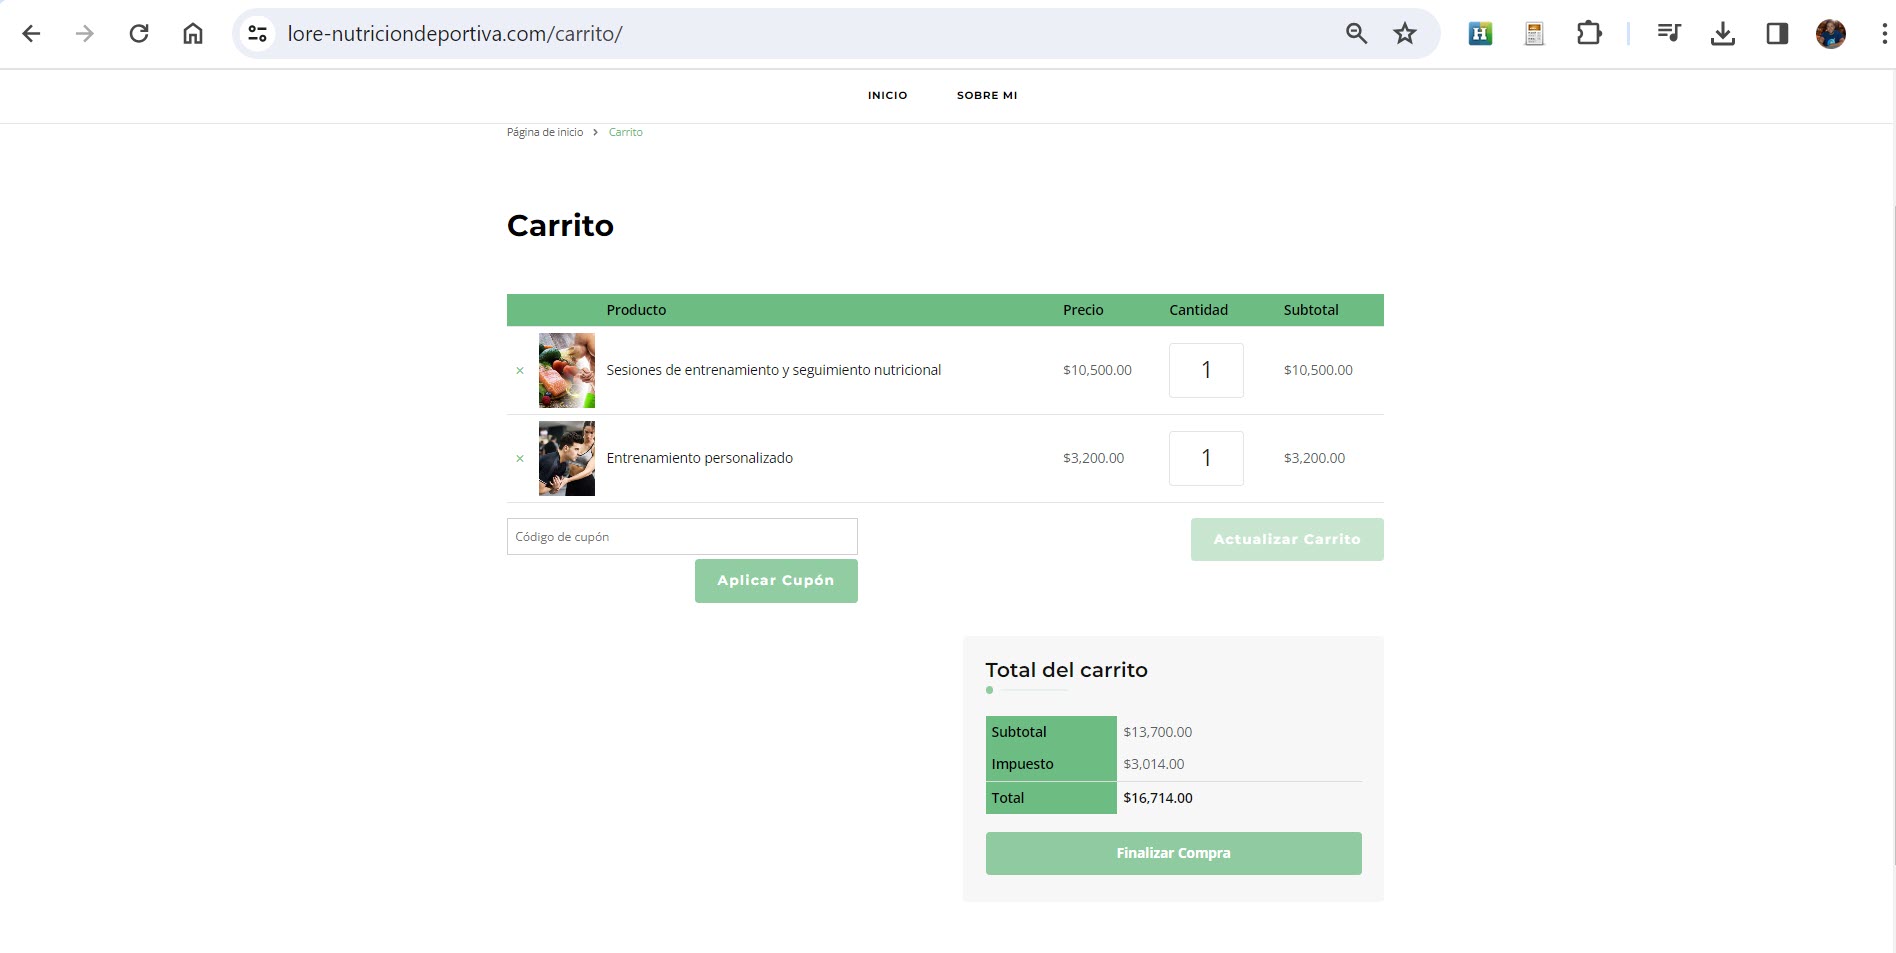 lore-nutriciondeportiva.com/carrito/
H
INICIO SOBRE MI
Página de inicio > Carrito
Carrito
Producto Precio Cantidad Subtotal
× Sesiones de entrenamiento y seguimiento nutricional $10,500.00 1 $10,500.00
× Entrenamiento personalizado $3,200.00 1 $3,200.00
Código de cupón Actualizar Carrito
Aplicar Cupón
Total del carrito
Subtotal $13,700.00
Impuesto $3,014.00
Total $16,714.00
Finalizar Compra